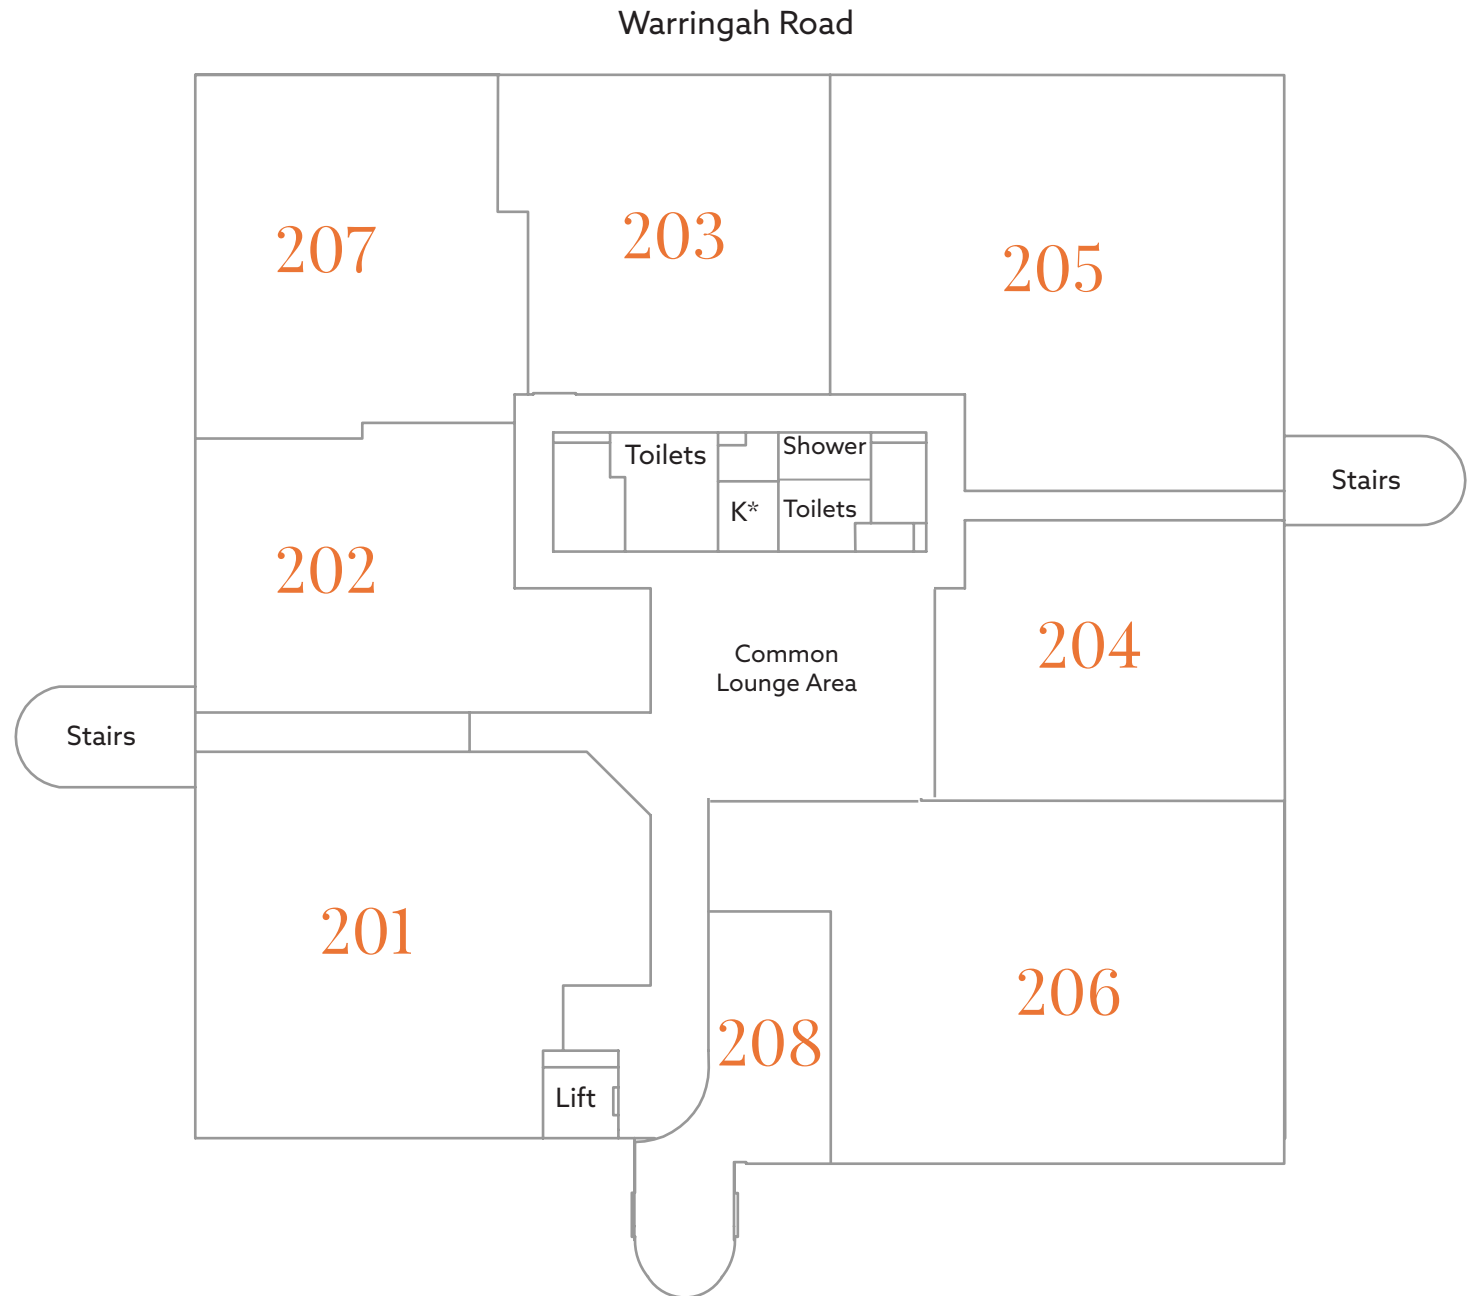 Warringah Road
207
203
205
Toilets
Shower
K*
Toilets
Stairs
202
204
Common
Lounge Area
Stairs
201
206
208
Lift